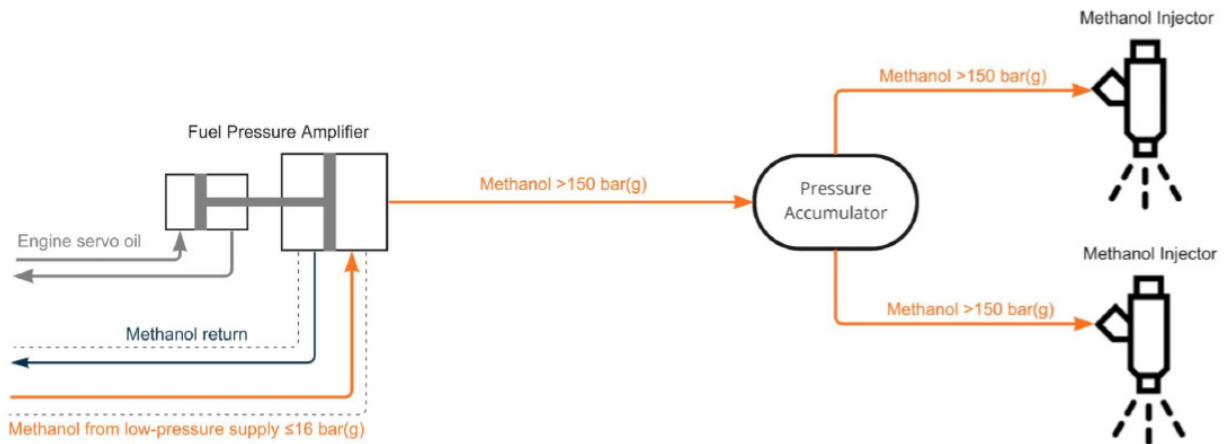 Methanol Injector
Methanol >150 bar(g)
Fuel Pressure Amplifier
Methanol >150 bar(g)
Pressure
Accumulator
Engine servo oil
Methanol Injector
Methanol >150 bar(g)
Methanol return
Methanol from low-pressure supply ≤16 bar(g)